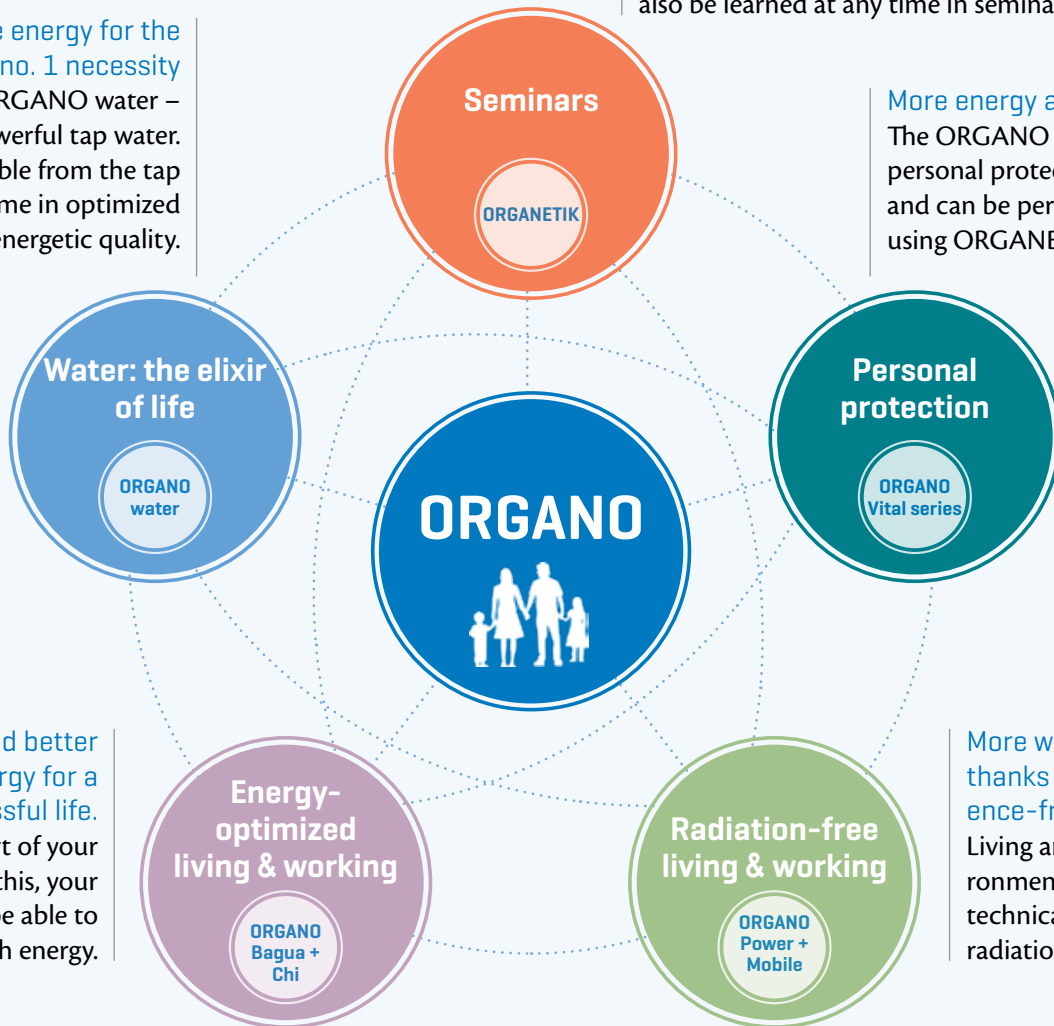 also be learned at any time in semina
e energy for the
no. 1 necessity
RGANO water –
werful tap water.
ble from the tap
me in optimized
energetic quality.
Seminars
ORGANETIK
More energy a
The ORGANO
personal protec
and can be per
using ORGANE
Water: the elixir
of life
ORGANO
water
Personal
protection
ORGANO
Vital series
ORGANO
d better
rgy for a
ssful life.
rt of your
this, your
be able to
h energy.
Energy-
optimized
living & working
ORGANO
Bagua +
Chi
Radiation-free
living & working
ORGANO
Power +
Mobile
More w
thanks
ence-fr
Living an
ronmen
technica
radiatio